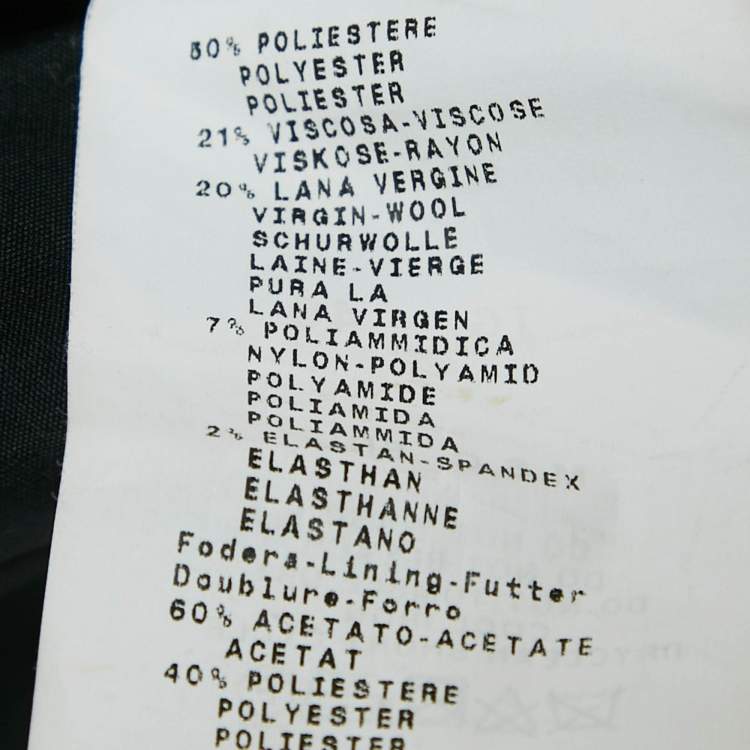 50% POLIESTERE
POLYESTER
POLIESTER
21% VISCOSA-VISCOSE
VISKOSE-RAYON
20% LANA VERGINE
VIRGIN-WOOL
SCHURWOLLE
LAINE-VIERGE
PURA LA
LANA VIRGEN
7% POLIAMMIDICA
NYLON-POLYAMID
POLYAMIDE
POLIAMIDA
POLIAMMIDA
2% ELASTAN-SPANDEX
ELASTHAN
ELASTHANNE
ELASTANO
Fodera-Lining-Futter
Doublure-Forro
60% ACETATO-ACETATE
ACETAT
40% POLIESTERE
POLYESTER
POLIESTER